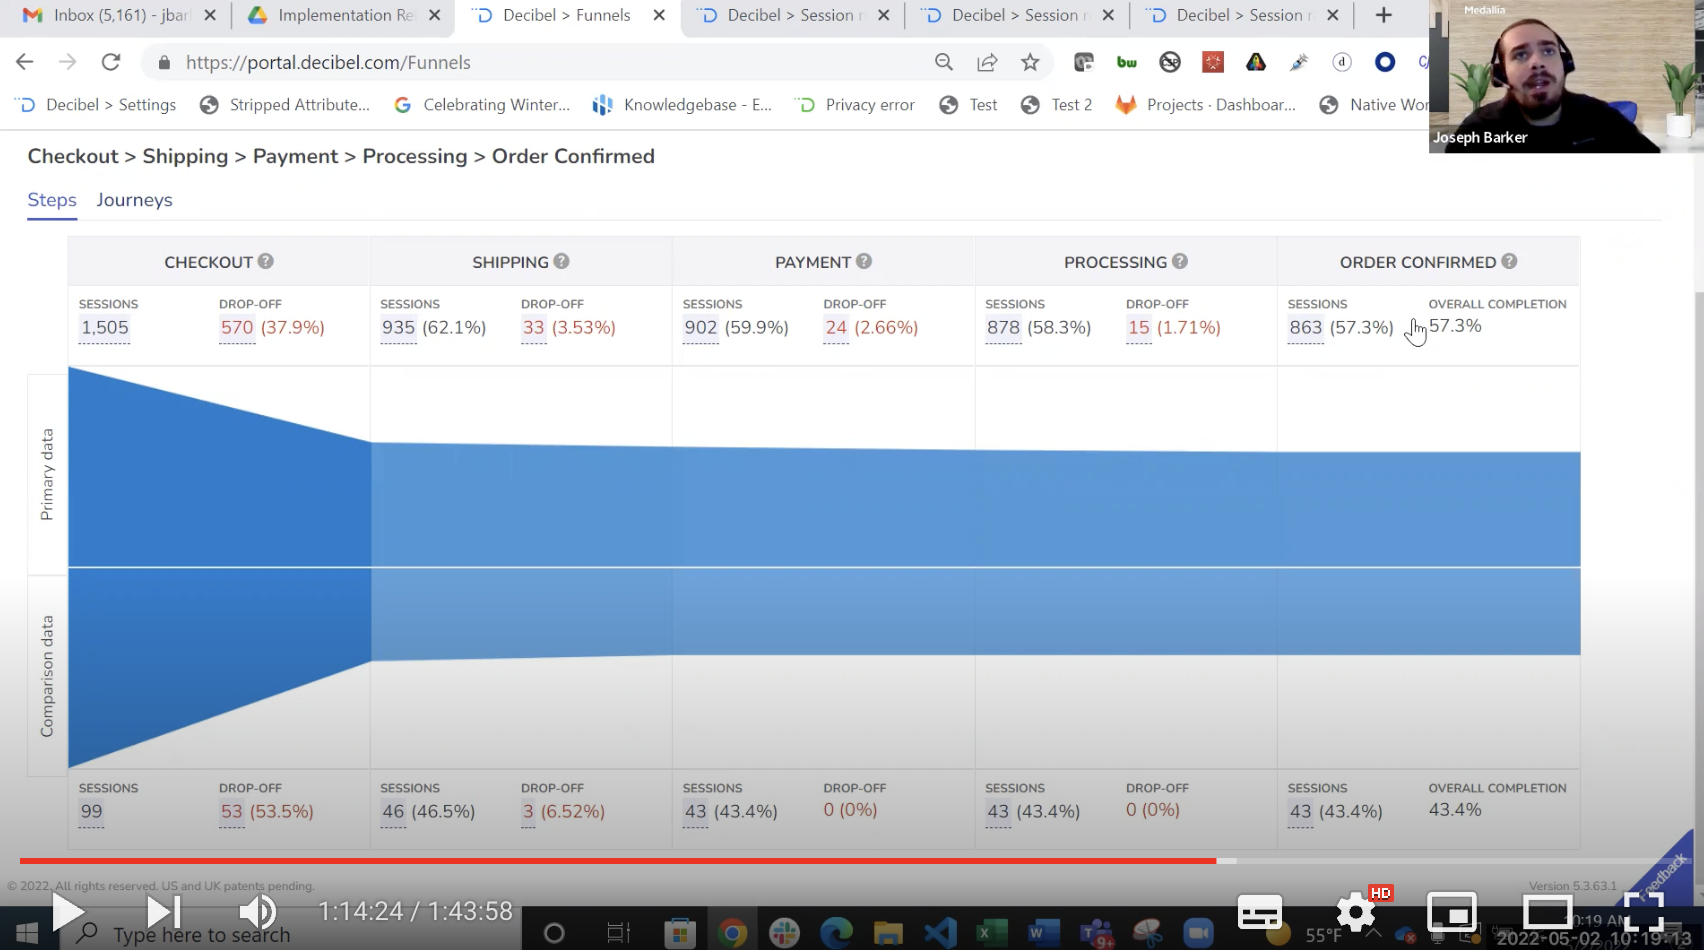 Inbox (5,161) - jbar
Implementation Re
Decibel > Funnels
Decibel > Session r
Decibel > Session r
Decibel > Session r
Medallia
https://portal.decibel.com/Funnels
bw
d
Decibel > Settings
Stripped Attribute...
Celebrating Winter...
Knowledgebase - E...
Privacy error
Test
Test 2
Projects · Dashboar...
Native Wor
Joseph Barker
Checkout > Shipping > Payment > Processing > Order Confirmed
Steps
Journeys
CHECKOUT ?
SHIPPING ?
PAYMENT ?
PROCESSING ?
ORDER CONFIRMED ?
SESSIONS DROP-OFF SESSIONS DROP-OFF SESSIONS DROP-OFF SESSIONS DROP-OFF SESSIONS OVERALL COMPLETION
1,505 570 (37.9%) 935 (62.1%) 33 (3.53%) 902 (59.9%) 24 (2.66%) 878 (58.3%) 15 (1.71%) 863 (57.3%) 57.3%
Primary data
Comparison data
SESSIONS DROP-OFF SESSIONS DROP-OFF SESSIONS DROP-OFF SESSIONS DROP-OFF SESSIONS OVERALL COMPLETION
99 53 (53.5%) 46 (46.5%) 3 (6.52%) 43 (43.4%) 0 (0%) 43 (43.4%) 0 (0%) 43 (43.4%) 43.4%
Feedback
© 2022. All rights reserved. US and UK patents pending.
Version 5.3.63.1
1:14:24 / 1:43:58
HD
Type here to search
9+
55°F
10:19 AM
2022-05-02 10:19:13